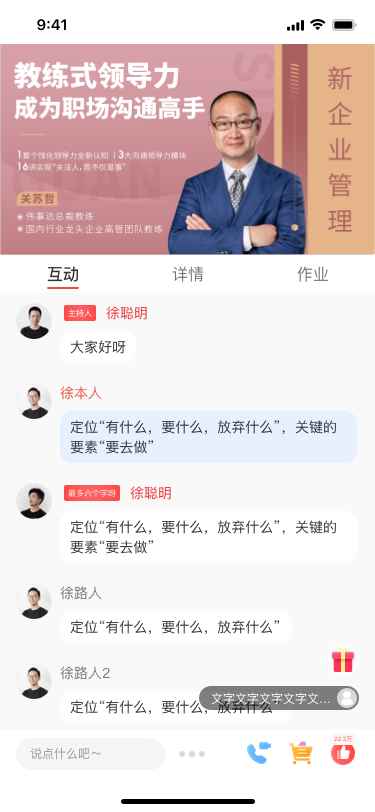 9:41
教练式领导力
成为职场沟通高手
1套个性化领导力全新认知 | 3大沟通领导力模块
16讲实现“关注人，而不仅是事”
关苏哲
伟事达总裁教练
国内行业龙头企业高管团队教练
新企业管理
互动 详情 作业
主持人 徐聪明
大家好呀
徐本人
定位“有什么，要什么，放弃什么”，关键的
要素“要去做”
最多六个字呀 徐聪明
定位“有什么，要什么，放弃什么”，关键的
要素“要去做”
徐路人
定位“有什么，要什么，放弃什么”
徐路人2
文字文字文字文字文...
定位“有什么，要什么，放弃什么”
22.3万
说点什么吧～